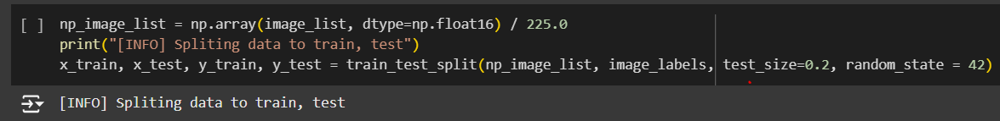 [ ] np_image_list = np.array(image_list, dtype=np.float16) / 225.0
print("[INFO] Spliting data to train, test")
x_train, x_test, y_train, y_test = train_test_split(np_image_list, image_labels, test_size=0.2, random_state = 42)
[INFO] Spliting data to train, test